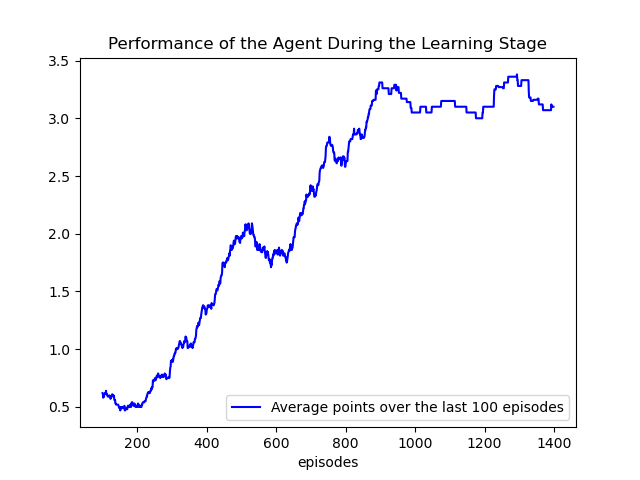 Performance of the Agent During the Learning Stage
3.5
3.0
2.5
2.0
1.5
1.0
0.5
Average points over the last 100 episodes
200 400 600 800 1000 1200 1400
episodes